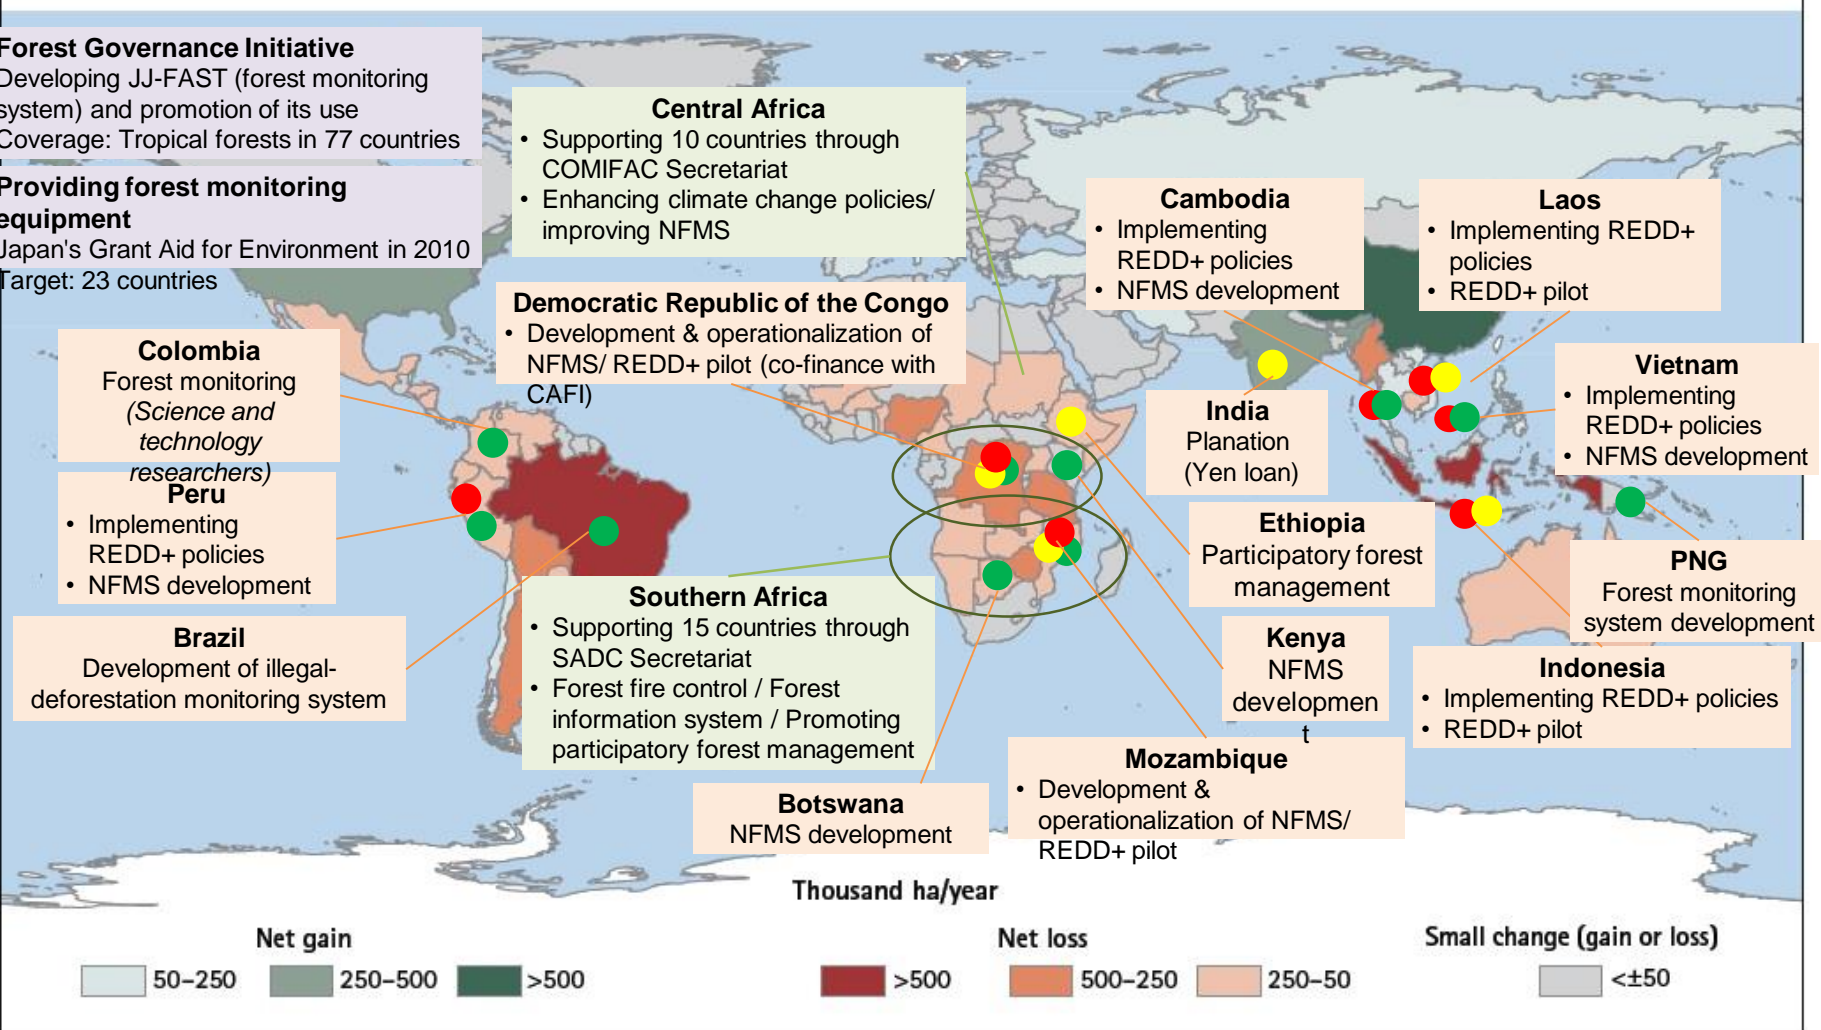 Forest Governance Initiative
Developing JJ-FAST (forest monitoring
system) and promotion of its use
Coverage: Tropical forests in 77 countries
Providing forest monitoring
equipment
Japan's Grant Aid for Environment in 2010
Target: 23 countries
Central Africa
• Supporting 10 countries through
COMIFAC Secretariat
• Enhancing climate change policies/
improving NFMS
Cambodia
• Implementing
REDD+ policies
• NFMS development
Laos
• Implementing REDD+
policies
• REDD+ pilot
Democratic Republic of the Congo
• Development & operationalization of
NFMS/ REDD+ pilot (co-finance with
CAFI)
Colombia
Forest monitoring
(Science and
technology
researchers)
Vietnam
• Implementing
REDD+ policies
• NFMS development
India
Planation
(Yen loan)
Peru
• Implementing
REDD+ policies
• NFMS development
Ethiopia
Participatory forest
management
PNG
Forest monitoring
system development
Southern Africa
• Supporting 15 countries through
SADC Secretariat
• Forest fire control / Forest
information system / Promoting
participatory forest management
Brazil
Development of illegal-
deforestation monitoring system
Kenya
NFMS
developmen
t
Indonesia
• Implementing REDD+ policies
• REDD+ pilot
Mozambique
• Development &
operationalization of NFMS/
REDD+ pilot
Botswana
NFMS development
Thousand ha/year
Net gain
50–250
250–500
>500
Net loss
>500
500–250
250–50
Small change (gain or loss)
<±50